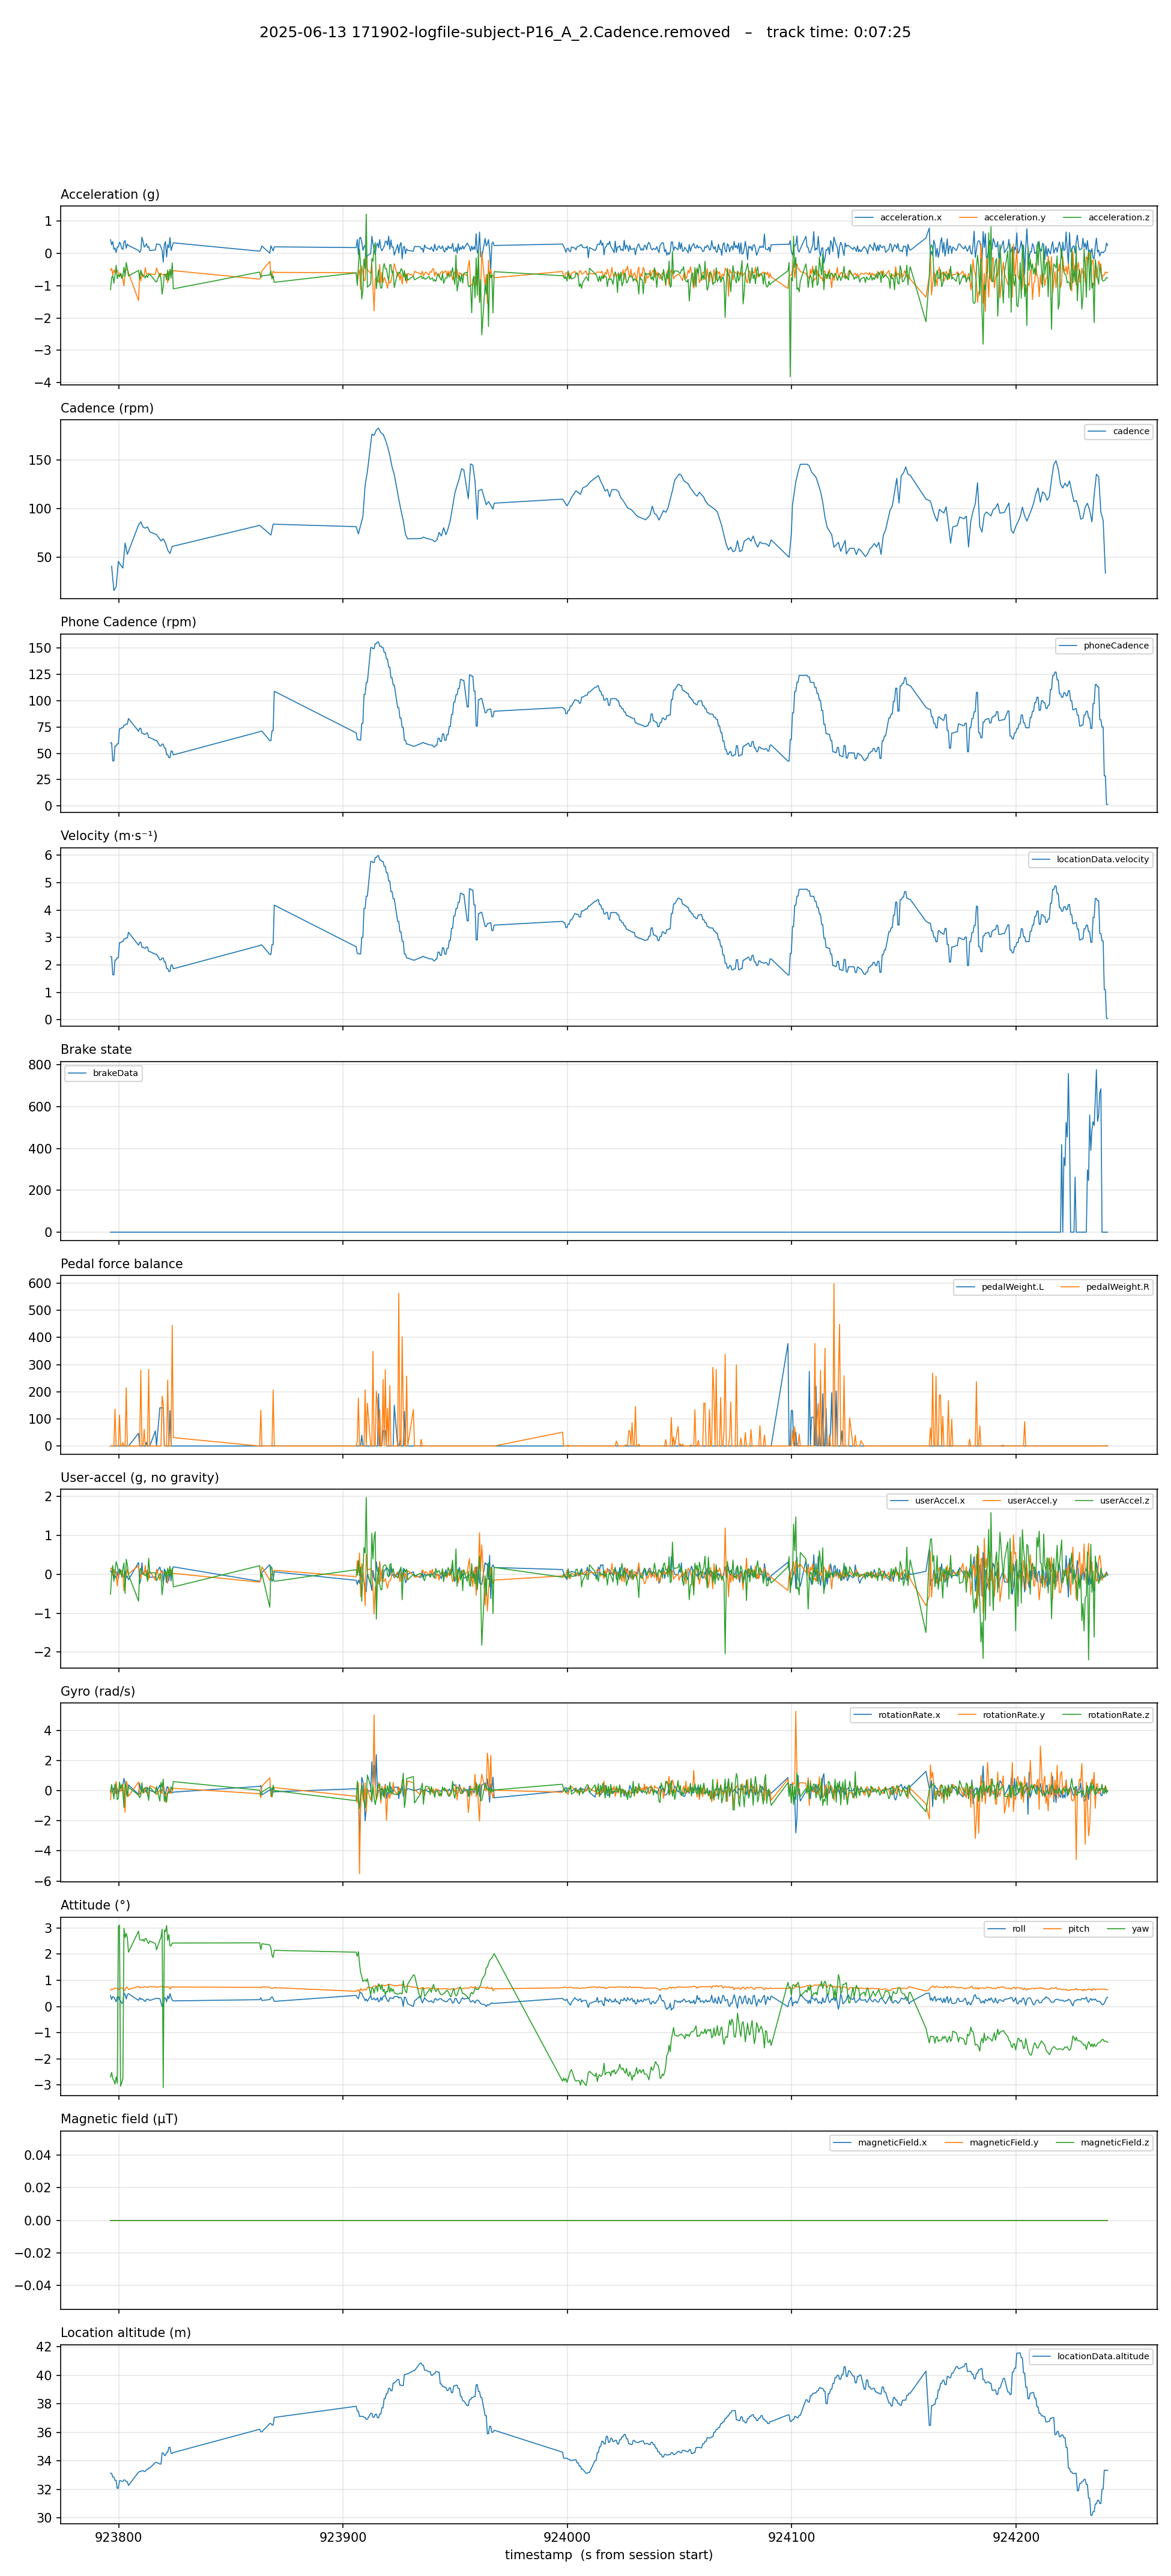 2025-06-13 171902-logfile-subject-P16_A_2.Cadence.removed – track time: 0:07:25
Acceleration (g)
acceleration.x acceleration.y acceleration.z
1
0
−1
−2
−3
−4
Cadence (rpm)
cadence
150
100
50
Phone Cadence (rpm)
phoneCadence
150
125
100
75
50
25
0
Velocity (m·s⁻¹)
locationData.velocity
6
5
4
3
2
1
0
Brake state
brakeData
800
600
400
200
0
Pedal force balance
pedalWeight.L pedalWeight.R
600
500
400
300
200
100
0
User-accel (g, no gravity)
userAccel.x userAccel.y userAccel.z
2
1
0
−1
−2
Gyro (rad/s)
rotationRate.x rotationRate.y rotationRate.z
4
2
0
−2
−4
−6
Attitude (°)
roll pitch yaw
3
2
1
0
−1
−2
−3
Magnetic field (µT)
magneticField.x magneticField.y magneticField.z
0.04
0.02
0.00
−0.02
−0.04
Location altitude (m)
locationData.altitude
42
40
38
36
34
32
30
923800 923900 924000 924100 924200
timestamp (s from session start)